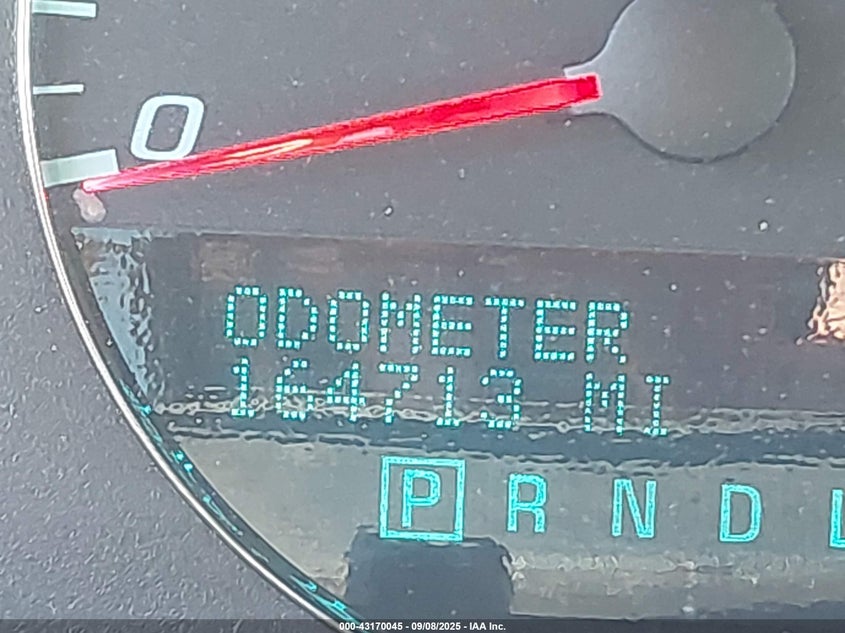 0
ODOMETER
164713 MI
P R N D
000-43170045 - 09/08/2025 - IAA Inc.